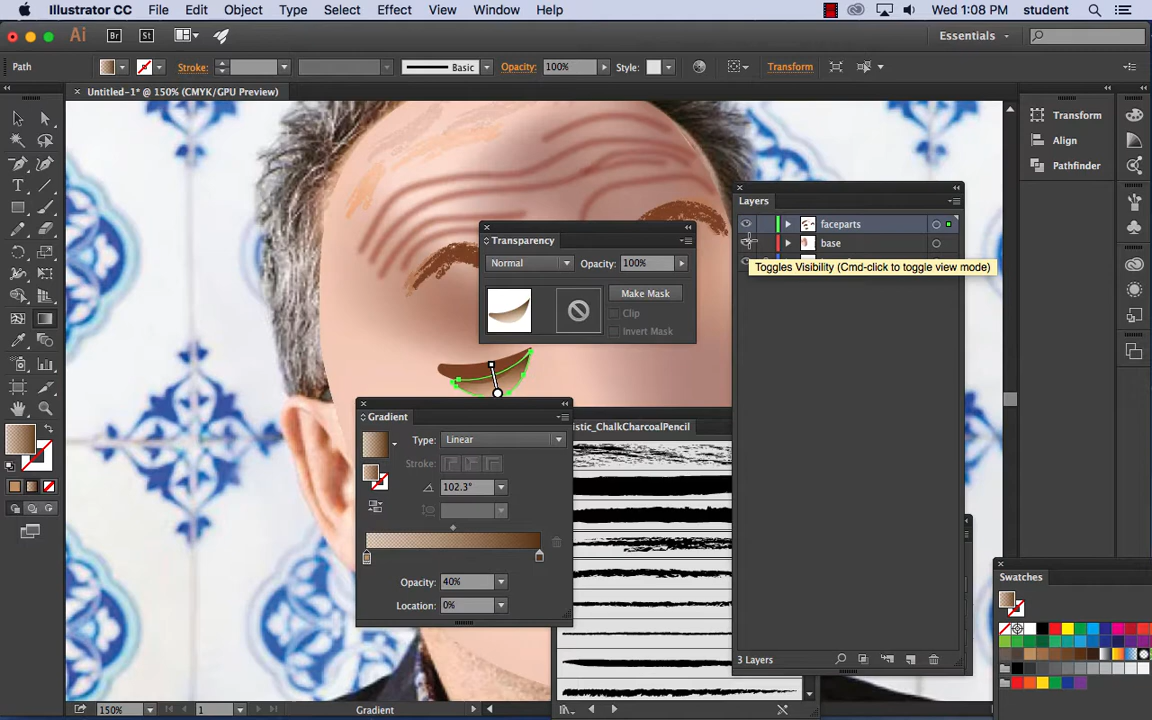 Illustrator CC File Edit Object Type Select Effect View Window Help Wed 1:08 PM student
Ai Br St Essentials
Path Stroke: Basic Opacity: 100% Style: Transform
Untitled-1* @ 150% (CMYK/GPU Preview)
Transform
Align
Pathfinder
Layers
faceparts
base
Toggles Visibility (Cmd-click to toggle view mode)
3 Layers
Transparency
Normal Opacity: 100%
Make Mask
Clip
Invert Mask
Gradient
Type: Linear
Stroke:
102.3°
Opacity: 40%
Location: 0%
istic_ChalkCharcoalPencil
Swatches
150% 1 Gradient